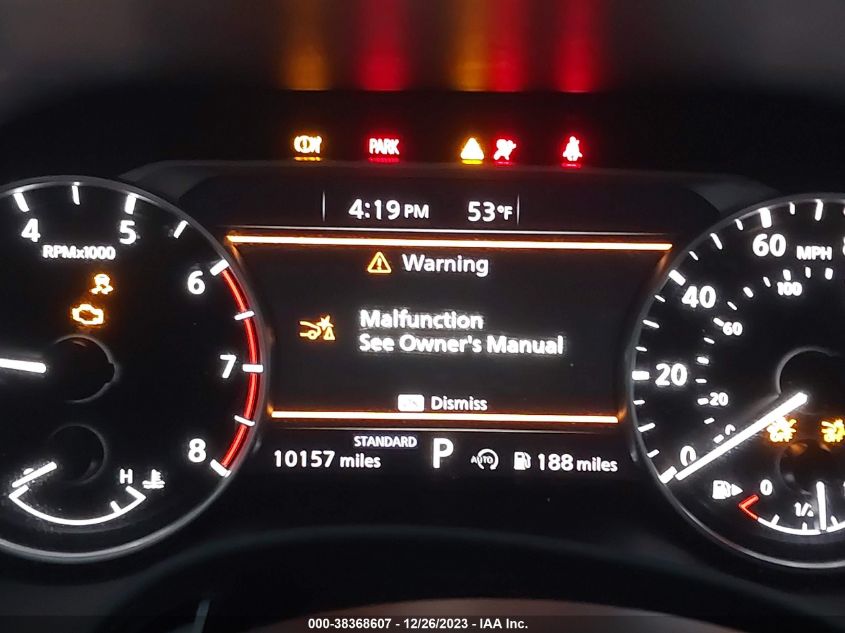 PARK
4:19 PM 53°F
4 5 6 7 8
RPMx1000
Warning
Malfunction
See Owner's Manual
Dismiss
STANDARD
10157 miles P AUTO 188 miles
H
0 20 40 60 MPH
20 60 100
0
000-38368607 - 12/26/2023 - IAA Inc.